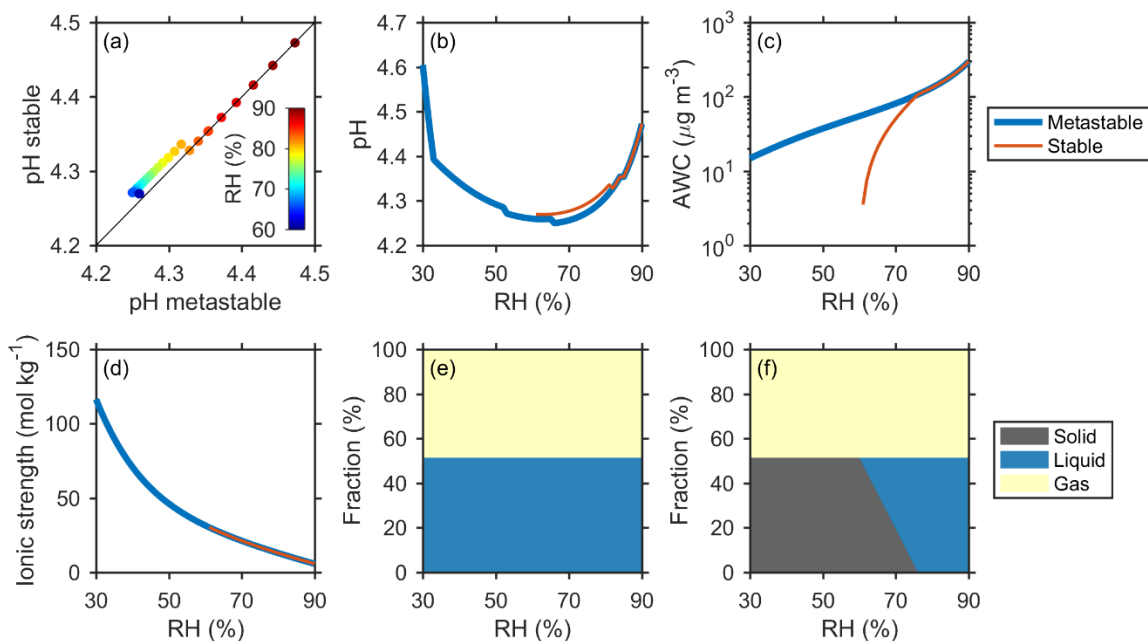 (a)
pH stable
4.5
4.4
4.3
4.2
4.2
4.3
4.4
4.5
pH metastable
RH (%)
90
80
70
60
(b)
pH
4.7
4.6
4.5
4.4
4.3
4.2
30
50
70
90
RH (%)
(c)
AWC (μg m⁻³)
10³
10²
10¹
10⁰
30
50
70
90
RH (%)
Metastable
Stable
(d)
Ionic strength (mol kg⁻¹)
150
100
50
0
30
50
70
90
RH (%)
(e)
Fraction (%)
100
80
60
40
20
0
30
50
70
90
RH (%)
(f)
Fraction (%)
100
80
60
40
20
0
30
50
70
90
RH (%)
Solid
Liquid
Gas